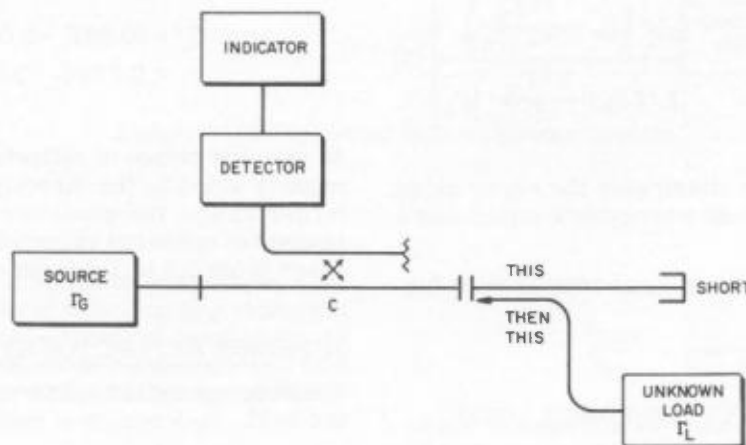 INDICATOR
DETECTOR
SOURCE
ΓG
C
THIS
SHORT
THEN
THIS
UNKNOWN
LOAD
ΓL